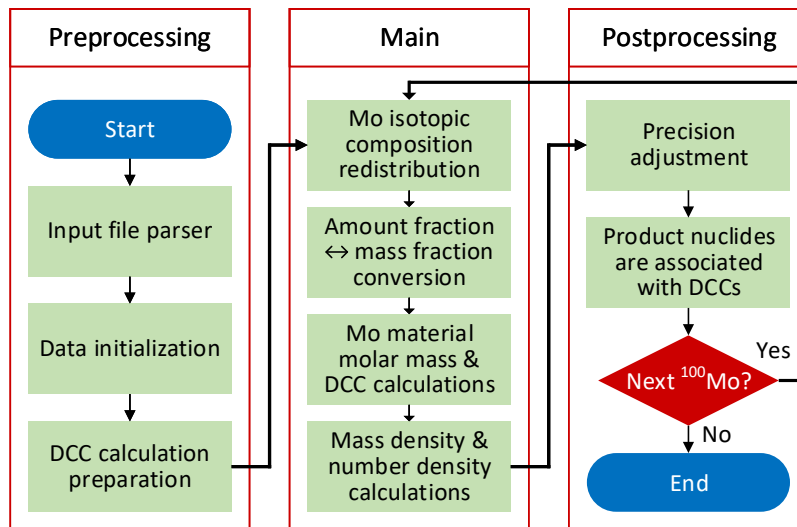 Preprocessing
Start
Input file parser
Data initialization
DCC calculation
preparation
Main
Mo isotopic
composition
redistribution
Amount fraction
↔ mass fraction
conversion
Mo material
molar mass &
DCC calculations
Mass density &
number density
calculations
Postprocessing
Precision
adjustment
Product nuclides
are associated
with DCCs
Next ¹⁰⁰Mo?
Yes
No
End